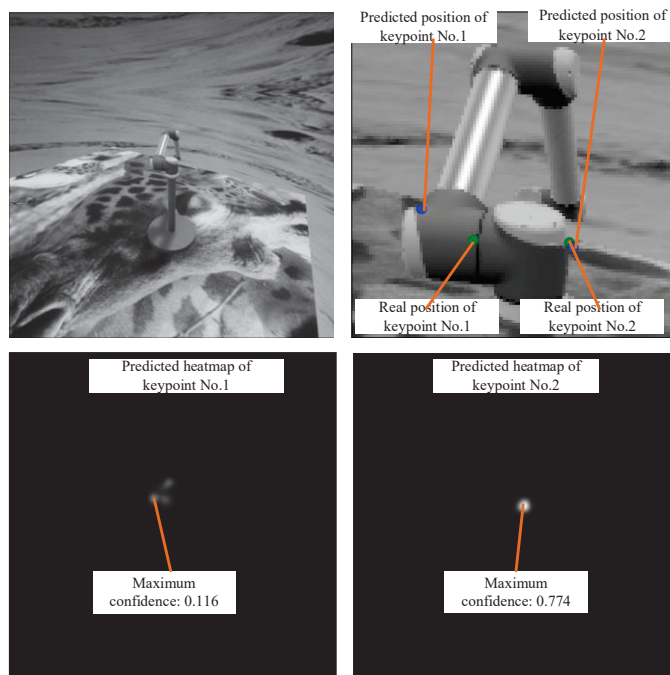 Predicted position of
keypoint No.1
Predicted position of
keypoint No.2
Real position of
keypoint No.1
Real position of
keypoint No.2
Predicted heatmap of
keypoint No.1
Predicted heatmap of
keypoint No.2
Maximum
confidence: 0.116
Maximum
confidence: 0.774